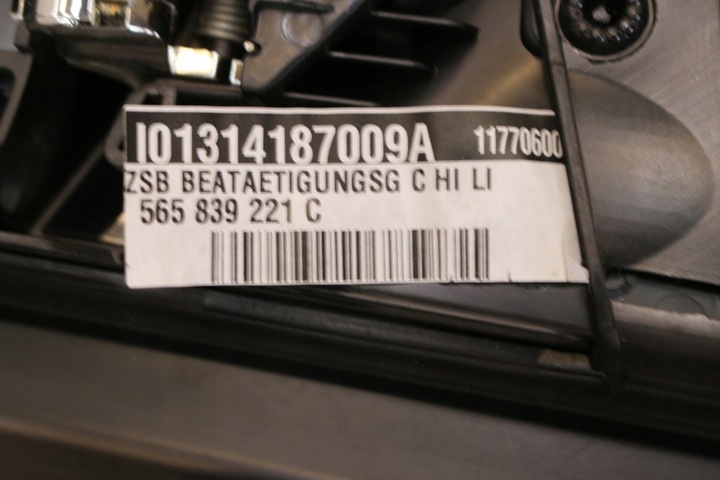 I01314187009A 11770600
ZSB BEATAETIGUNGSG C HI LI
565 839 221 C